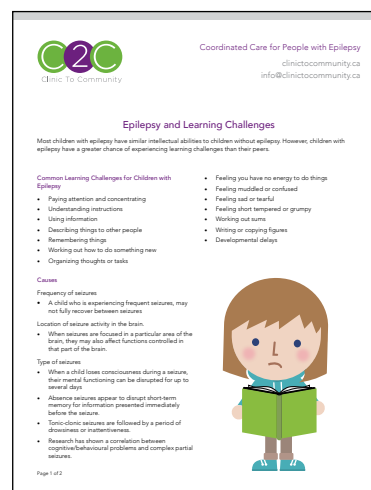 C2C
Clinic To Community
Coordinated Care for People with Epilepsy
clinictocommunity.ca
info@clinictocommunity.ca
Epilepsy and Learning Challenges
Most children with epilepsy have similar intellectual abilities to children without epilepsy. However, children with
epilepsy have a greater chance of experiencing learning challenges than their peers.
Common Learning Challenges for Children with
Epilepsy
• Paying attention and concentrating
• Understanding instructions
• Using information
• Describing things to other people
• Remembering things
• Working out how to do something new
• Organizing thoughts or tasks
• Feeling you have no energy to do things
• Feeling muddled or confused
• Feeling sad or tearful
• Feeling short tempered or grumpy
• Working out sums
• Writing or copying figures
• Developmental delays
Causes
Frequency of seizures
• A child who is experiencing frequent seizures, may
not fully recover between seizures
Location of seizure activity in the brain.
• When seizures are focused in a particular area of the
brain, they may also affect functions controlled in
that part of the brain.
Type of seizures
• When a child loses consciousness during a seizure,
their mental functioning can be disrupted for up to
several days
• Absence seizures appear to disrupt short-term
memory for information presented immediately
before the seizure.
• Tonic-clonic seizures are followed by a period of
drowsiness or inattentiveness.
• Research has shown a correlation between
cognitive/behavioural problems and complex partial
seizures.
Page 1 of 2